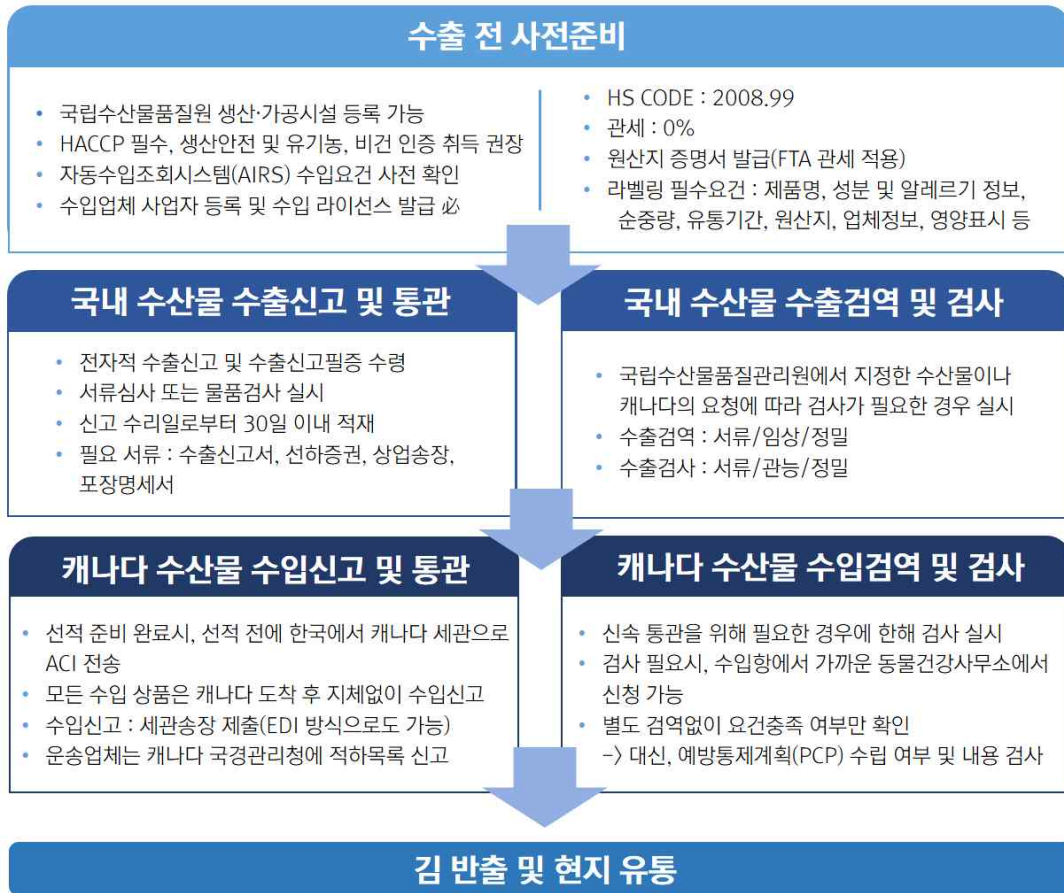 수출 전 사전준비
• 국립수산물품질원 생산·가공시설 등록 가능
• HACCP 필수, 생산안전 및 유기농, 비건 인증 취득 권장
• 자동수입조회시스템(AIRS) 수입요건 사전 확인
• 수입업체 사업자 등록 및 수입 라이선스 발급 必
• HS CODE : 2008.99
• 관세 : 0%
• 원산지 증명서 발급(FTA 관세 적용)
• 라벨링 필수요건 : 제품명, 성분 및 알레르기 정보,
순중량, 유통기간, 원산지, 업체정보, 영양표시 등
국내 수산물 수출신고 및 통관
• 전자적 수출신고 및 수출신고필증 수령
• 서류심사 또는 물품검사 실시
• 신고 수리일로부터 30일 이내 적재
• 필요 서류 : 수출신고서, 선하증권, 상업송장,
포장명세서
국내 수산물 수출검역 및 검사
• 국립수산물품질관리원에서 지정한 수산물이나
캐나다의 요청에 따라 검사가 필요한 경우 실시
• 수출검역 : 서류/임상/정밀
• 수출검사 : 서류/관능/정밀
캐나다 수산물 수입신고 및 통관
• 선적 준비 완료시, 선적 전에 한국에서 캐나다 세관으로
ACI 전송
• 모든 수입 상품은 캐나다 도착 후 지체없이 수입신고
• 수입신고 : 세관송장 제출(EDI 방식으로도 가능)
• 운송업체는 캐나다 국경관리청에 적하목록 신고
캐나다 수산물 수입검역 및 검사
• 신속 통관을 위해 필요한 경우에 한해 검사 실시
• 검사 필요시, 수입항에서 가까운 동물건강사무소에서
신청 가능
• 별도 검역없이 요건충족 여부만 확인
-> 대신, 예방통제계획(PCP) 수립 여부 및 내용 검사
김 반출 및 현지 유통